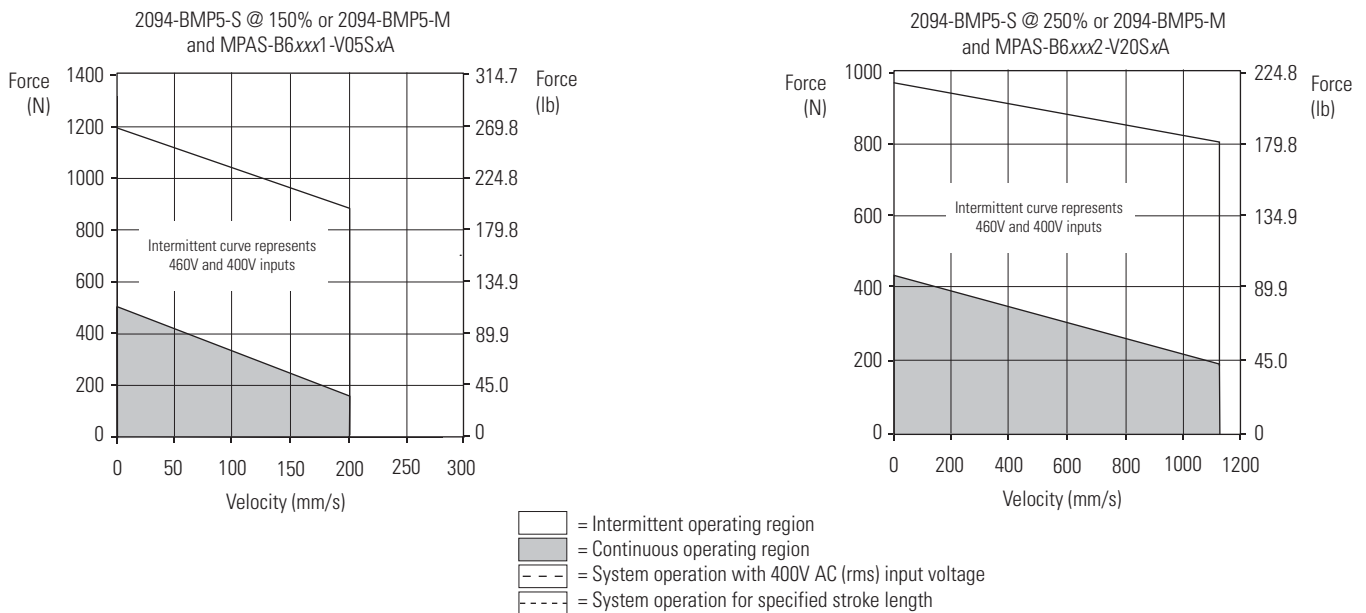 2094-BMP5-S @ 150% or 2094-BMP5-M
and MPAS-B6xxx1-V05SxA
Force
(N)
1400
1200
1000
800
600
400
200
0
314.7
269.8
224.8
179.8
134.9
89.9
45.0
0
Force
(lb)
Intermittent curve represents
460V and 400V inputs
0 50 100 150 200 250 300
Velocity (mm/s)
2094-BMP5-S @ 250% or 2094-BMP5-M
and MPAS-B6xxx2-V20SxA
Force
(N)
1000
800
600
400
200
0
224.8
179.8
134.9
89.9
45.0
0
Force
(lb)
Intermittent curve represents
460V and 400V inputs
0 200 400 600 800 1000 1200
Velocity (mm/s)
= Intermittent operating region
= Continuous operating region
= System operation with 400V AC (rms) input voltage
= System operation for specified stroke length